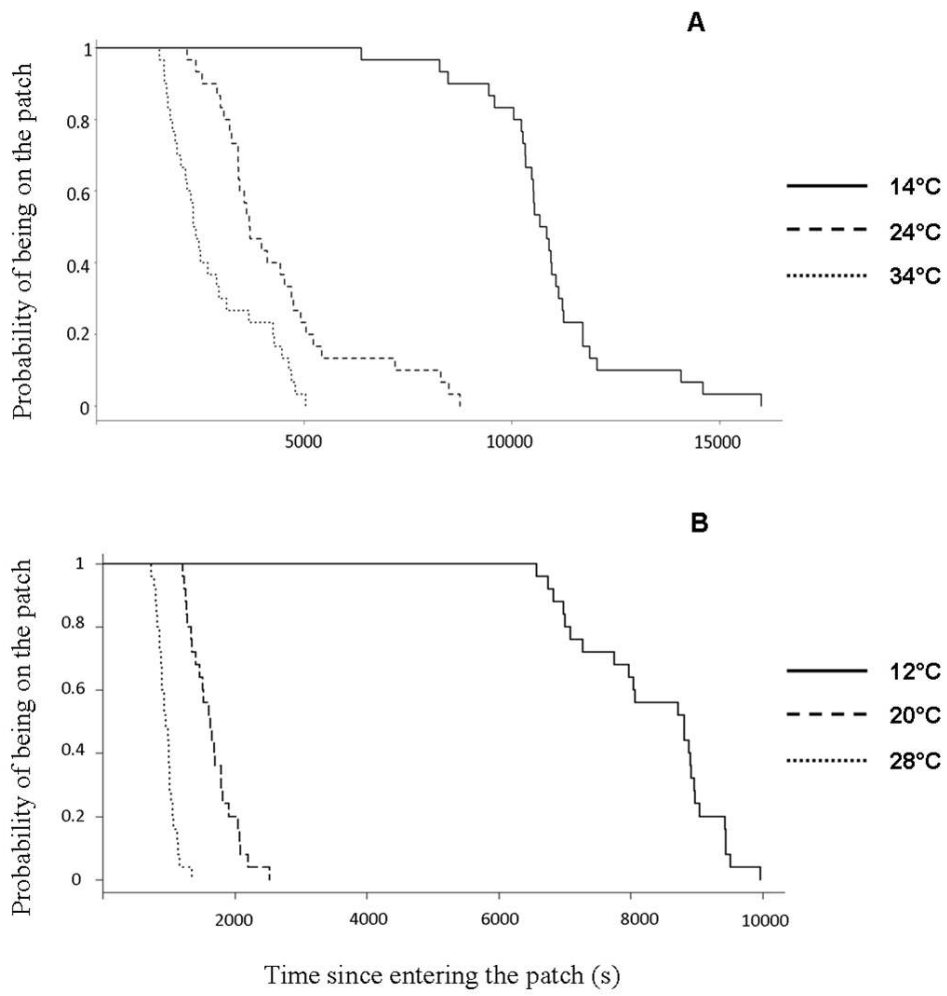 A
Probability of being on the patch
1
0.8
0.6
0.4
0.2
0
5000
10000
15000
14°C
24°C
34°C
B
Probability of being on the patch
1
0.8
0.6
0.4
0.2
0
2000
4000
6000
8000
10000
12°C
20°C
28°C
Time since entering the patch (s)